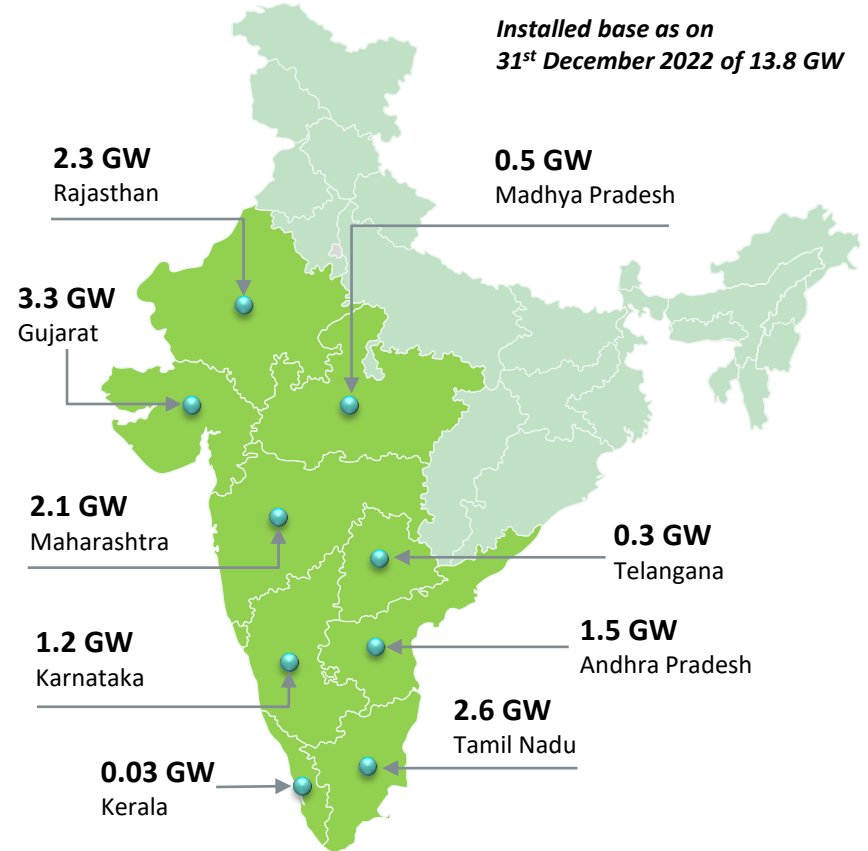 Installed base as on
31st December 2022 of 13.8 GW
2.3 GW
Rajasthan
0.5 GW
Madhya Pradesh
3.3 GW
Gujarat
2.1 GW
Maharashtra
0.3 GW
Telangana
1.2 GW
Karnataka
1.5 GW
Andhra Pradesh
2.6 GW
Tamil Nadu
0.03 GW
Kerala